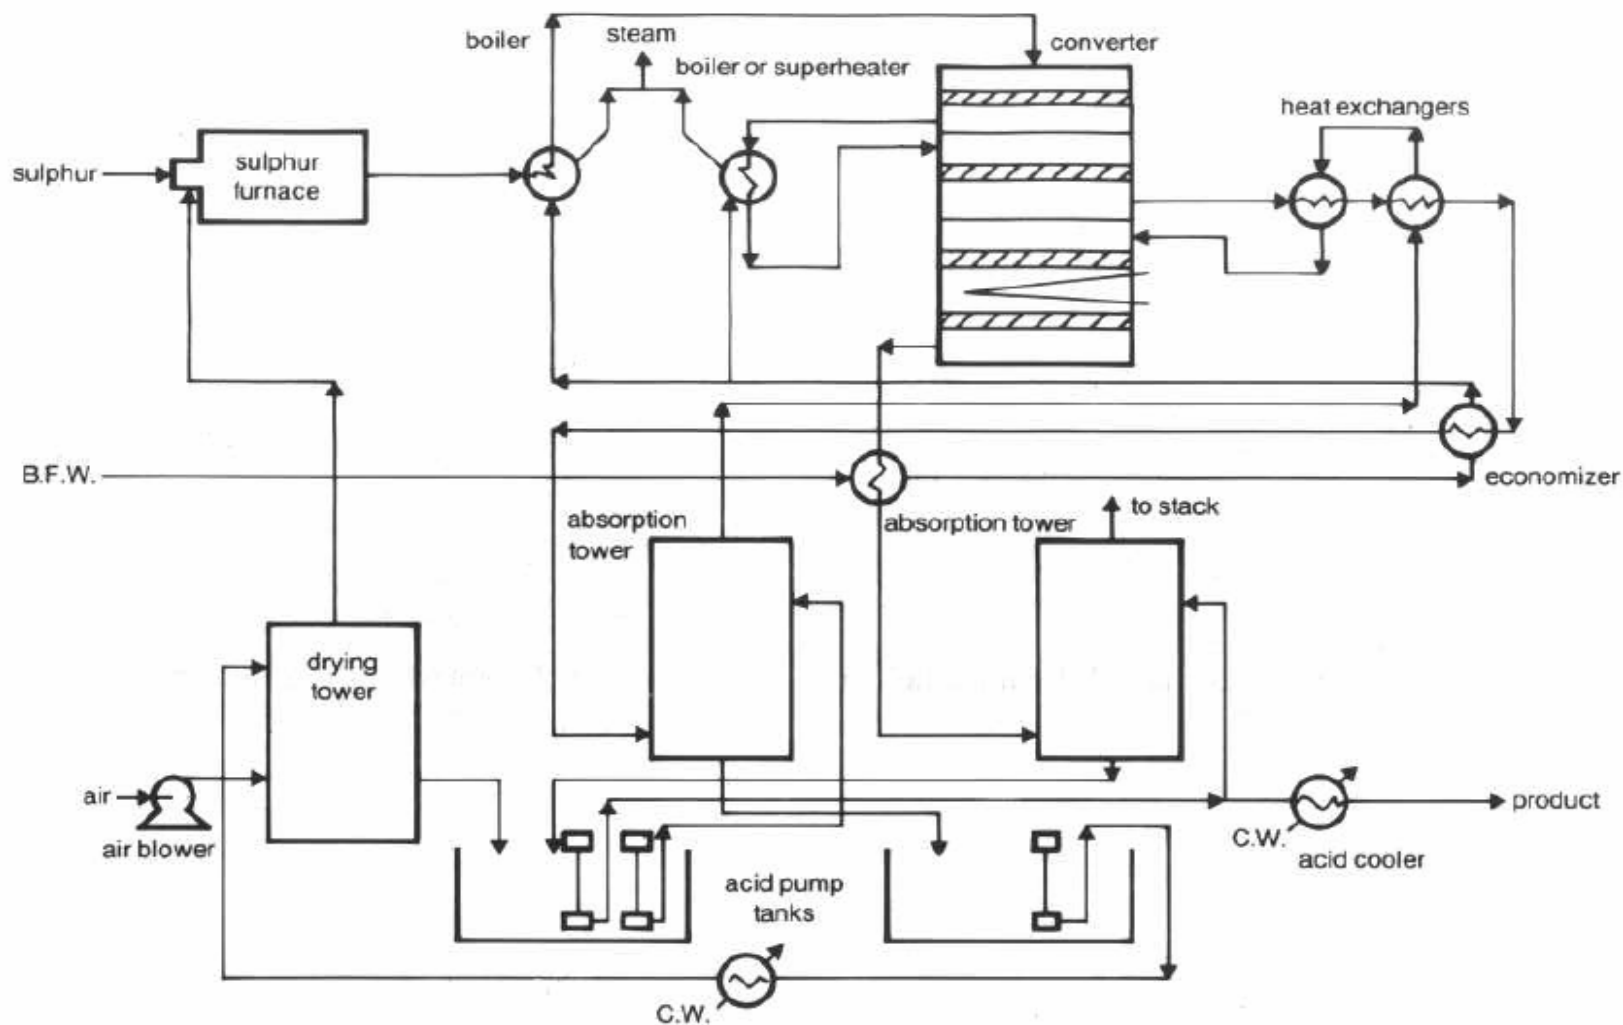 boiler
steam
converter
boiler or superheater
heat exchangers
sulphur
sulphur
furnace
B.F.W.
economizer
absorption
tower
absorption tower
to stack
drying
tower
air
air blower
product
C.W.
acid cooler
acid pump
tanks
C.W.